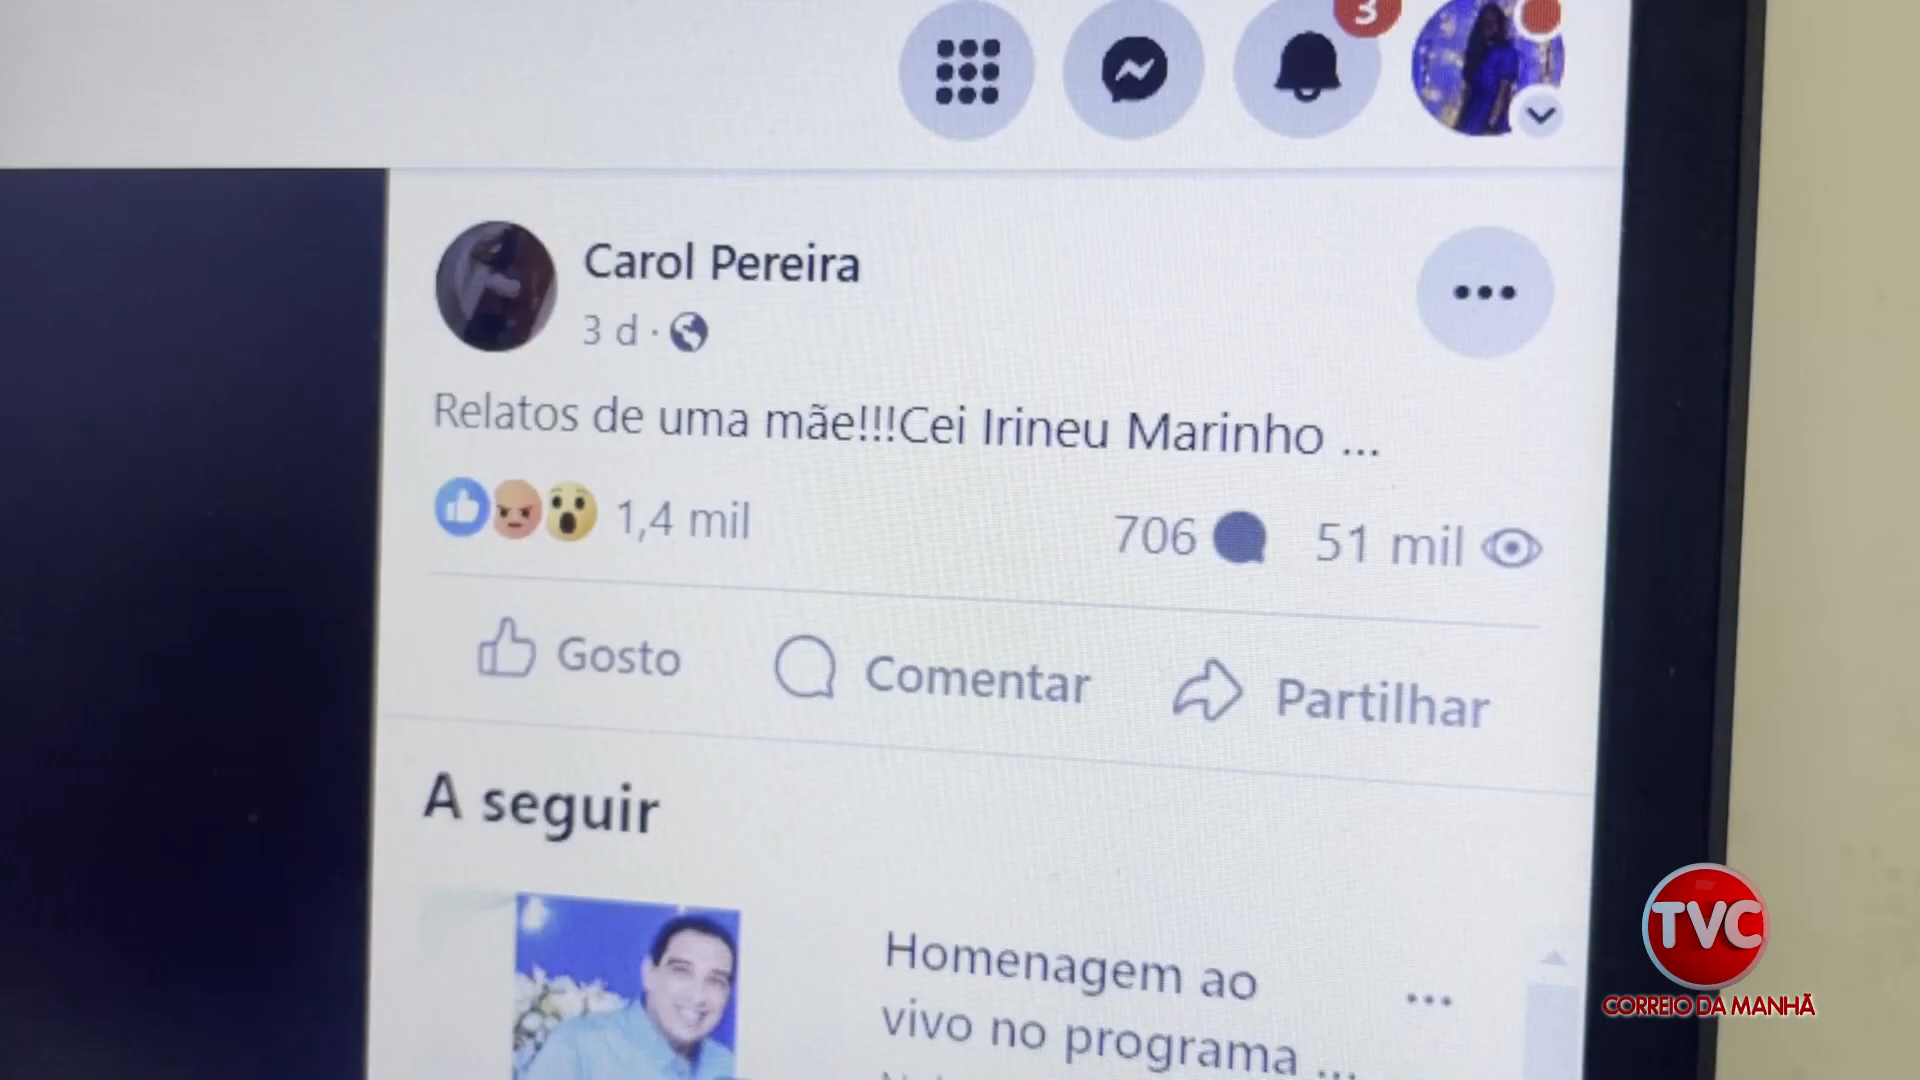 3
Carol Pereira
3 d ·
Relatos de uma mãe!!!Cei Irineu Marinho ...
1,4 mil
706
51 mil
Gosto
Comentar
Partilhar
A seguir
Homenagem ao
vivo no programa ...
TVC
CORREIO DA MANHÃ